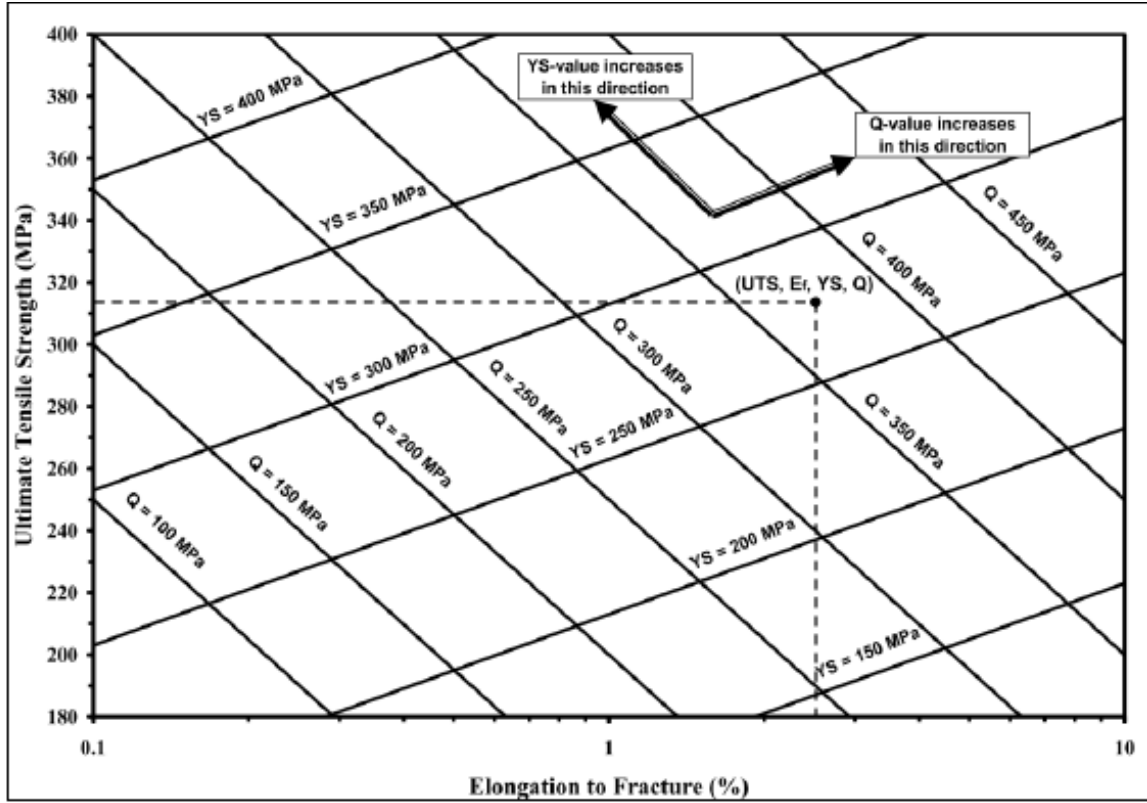 400
380
360
340
320
300
280
260
240
220
200
180
Ultimate Tensile Strength (MPa)
YS-value increases
in this direction
Q-value increases
in this direction
YS = 400 MPa
YS = 350 MPa
YS = 300 MPa
YS = 250 MPa
YS = 200 MPa
YS = 150 MPa
(UTS, Ef, YS, Q)
Q = 100 MPa
Q = 150 MPa
Q = 200 MPa
Q = 250 MPa
Q = 300 MPa
Q = 350 MPa
Q = 400 MPa
Q = 450 MPa
0.1
1
10
Elongation to Fracture (%)